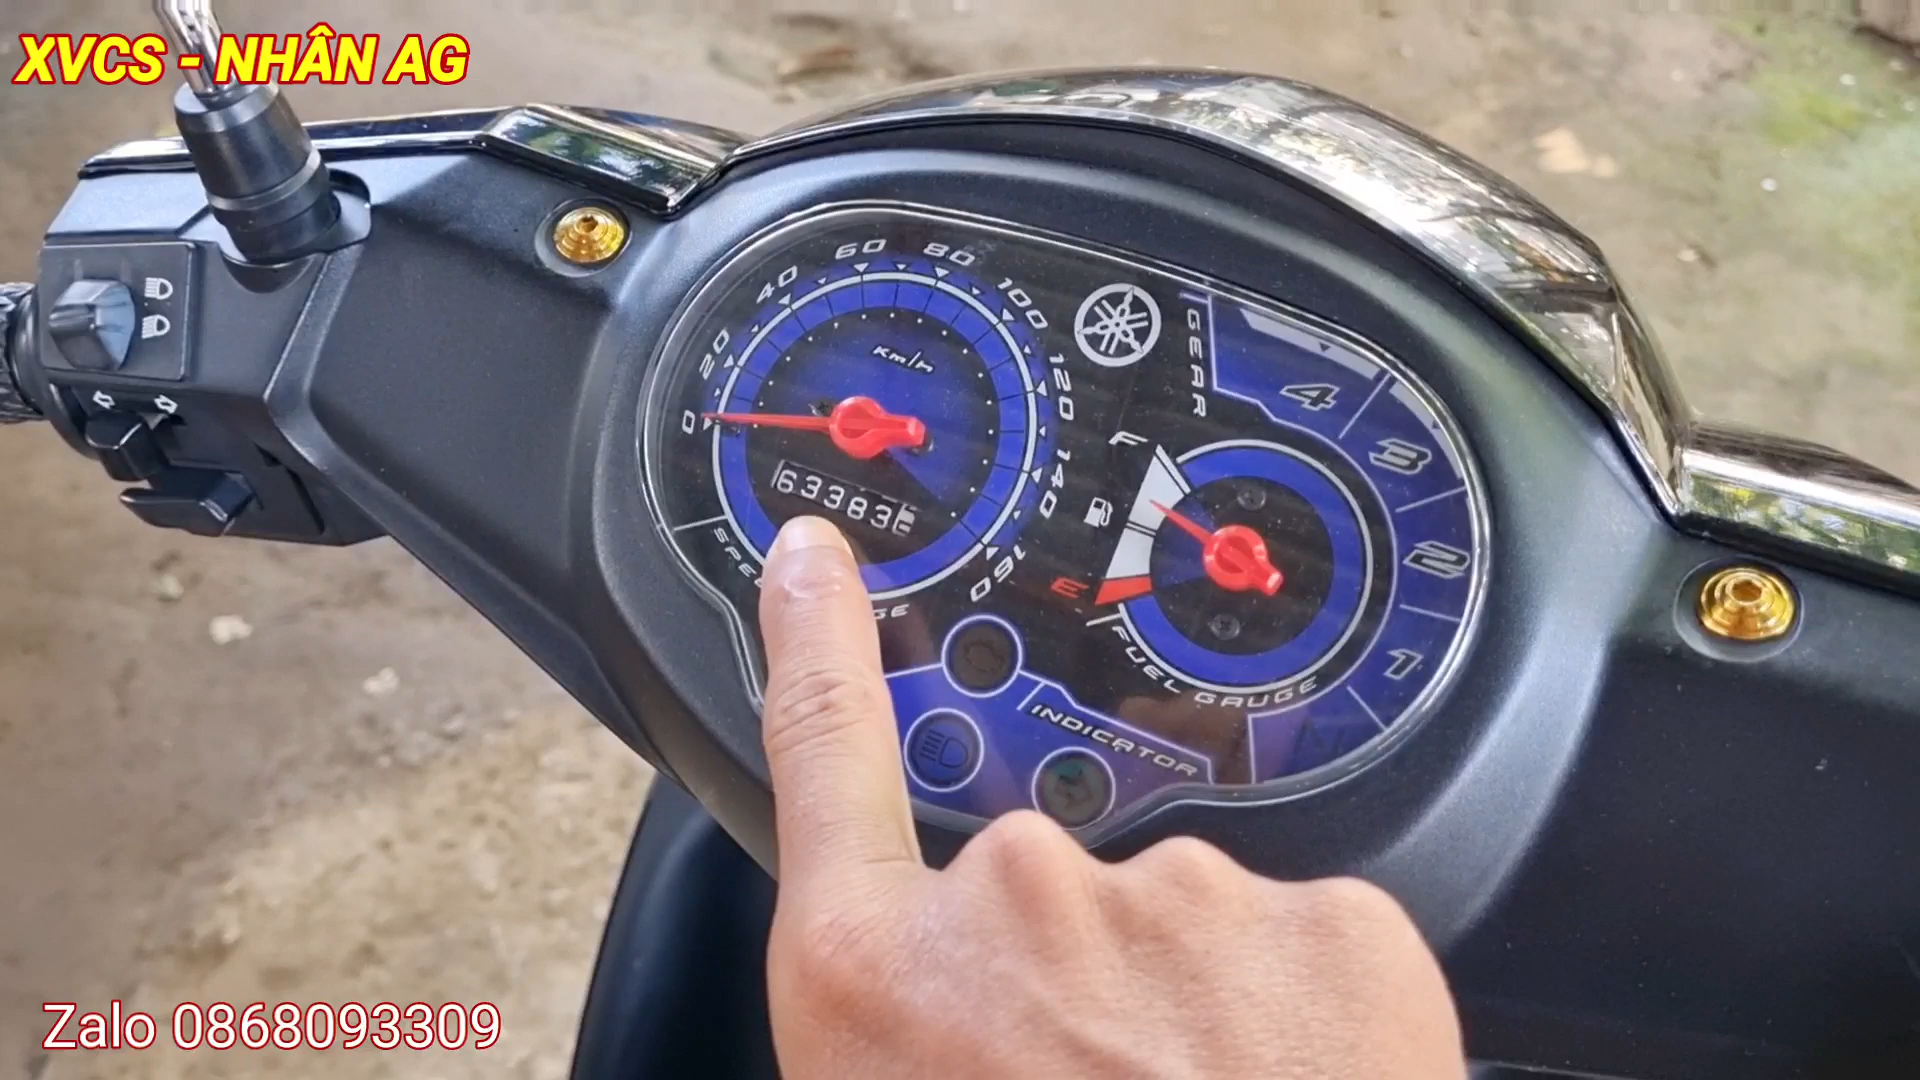 XVCS - NHÂN AG
60
80
40
100
20
Km/h
120
0
140
160
63383
GEAR
4
3
2
1
N
F
E
FUEL GAUGE
INDICATOR
Zalo 0868093309